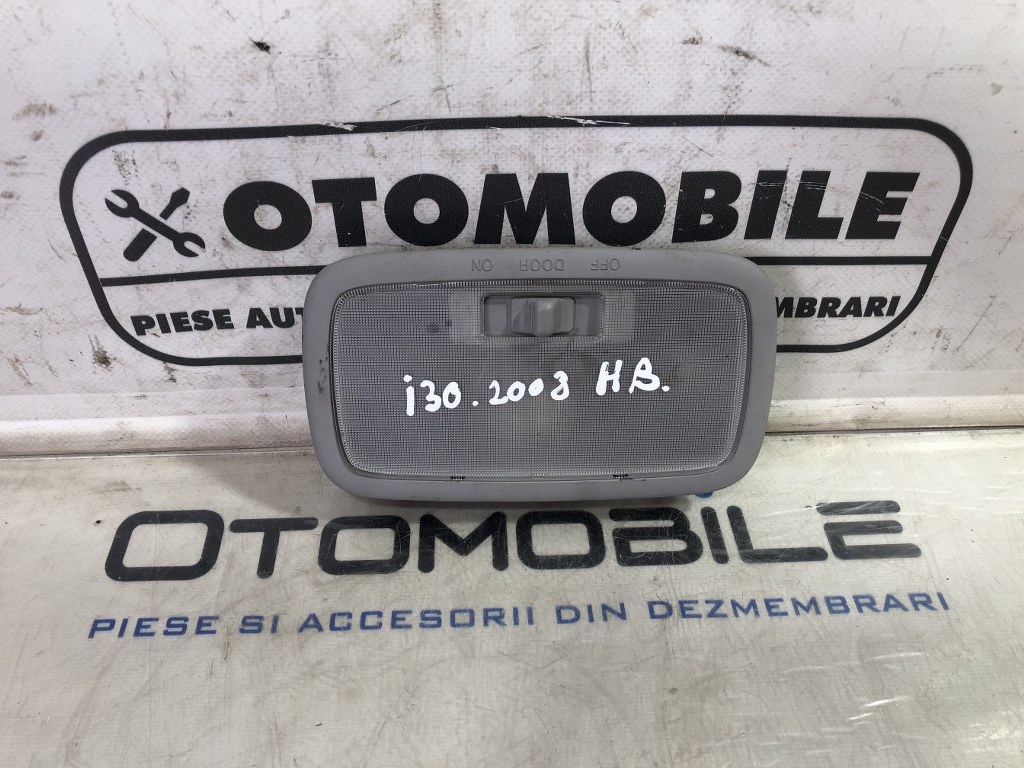 OTOMOBILE
PIESE AUT MBRARI
ON DOOR OFF
i30.2008 HB.
OTOMOBILE
PIESE SI ACCESORII DIN DEZMEMBRARI